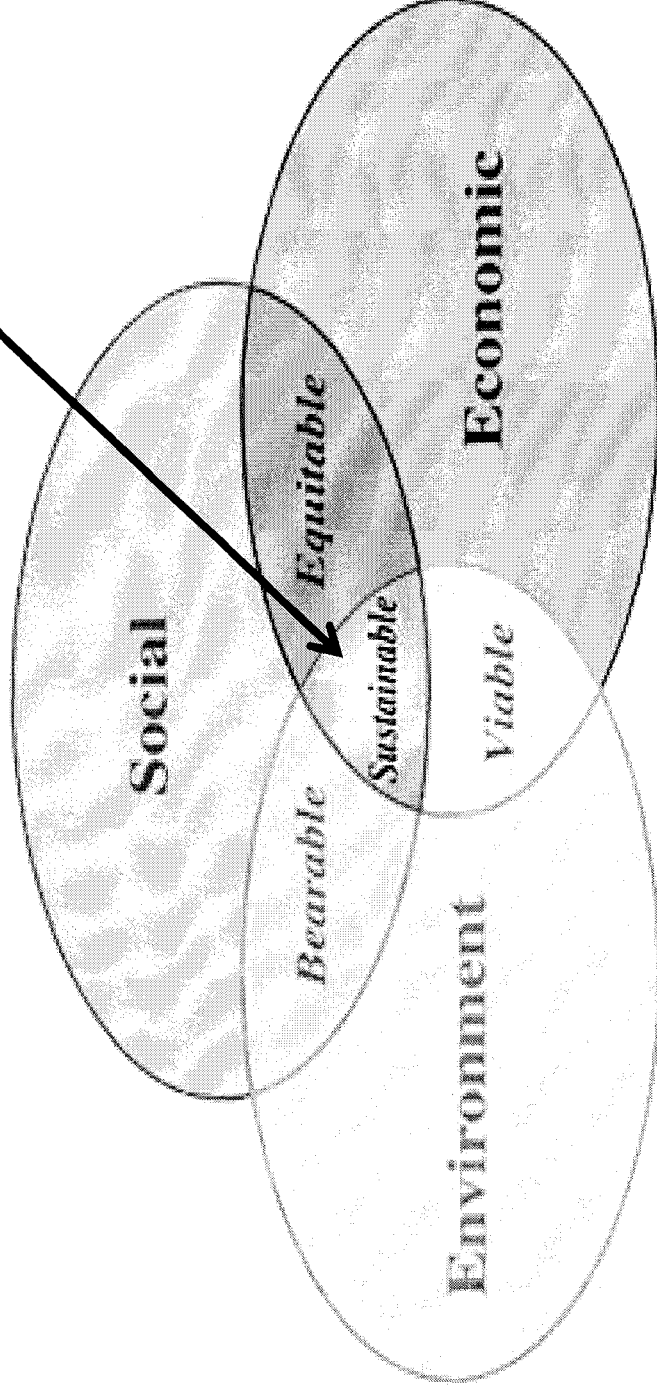 Social
Bearable
Equitable
Sustainable
Viable
Environment
Economic